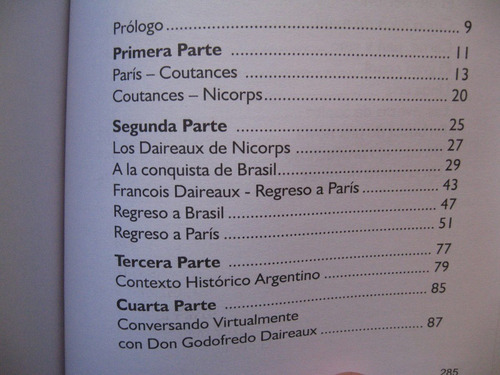 Prólogo ........ 9
Primera Parte ........ 11
París – Coutances ........ 13
Coutances – Nicorps ........ 20
Segunda Parte ........ 25
Los Daireaux de Nicorps ........ 27
A la conquista de Brasil ........ 29
Francois Daireaux - Regreso a París ........ 43
Regreso a Brasil ........ 47
Regreso a París ........ 51
Tercera Parte ........ 77
Contexto Histórico Argentino ........ 79
Cuarta Parte ........ 85
Conversando Virtualmente
con Don Godofredo Daireaux ........ 87
285